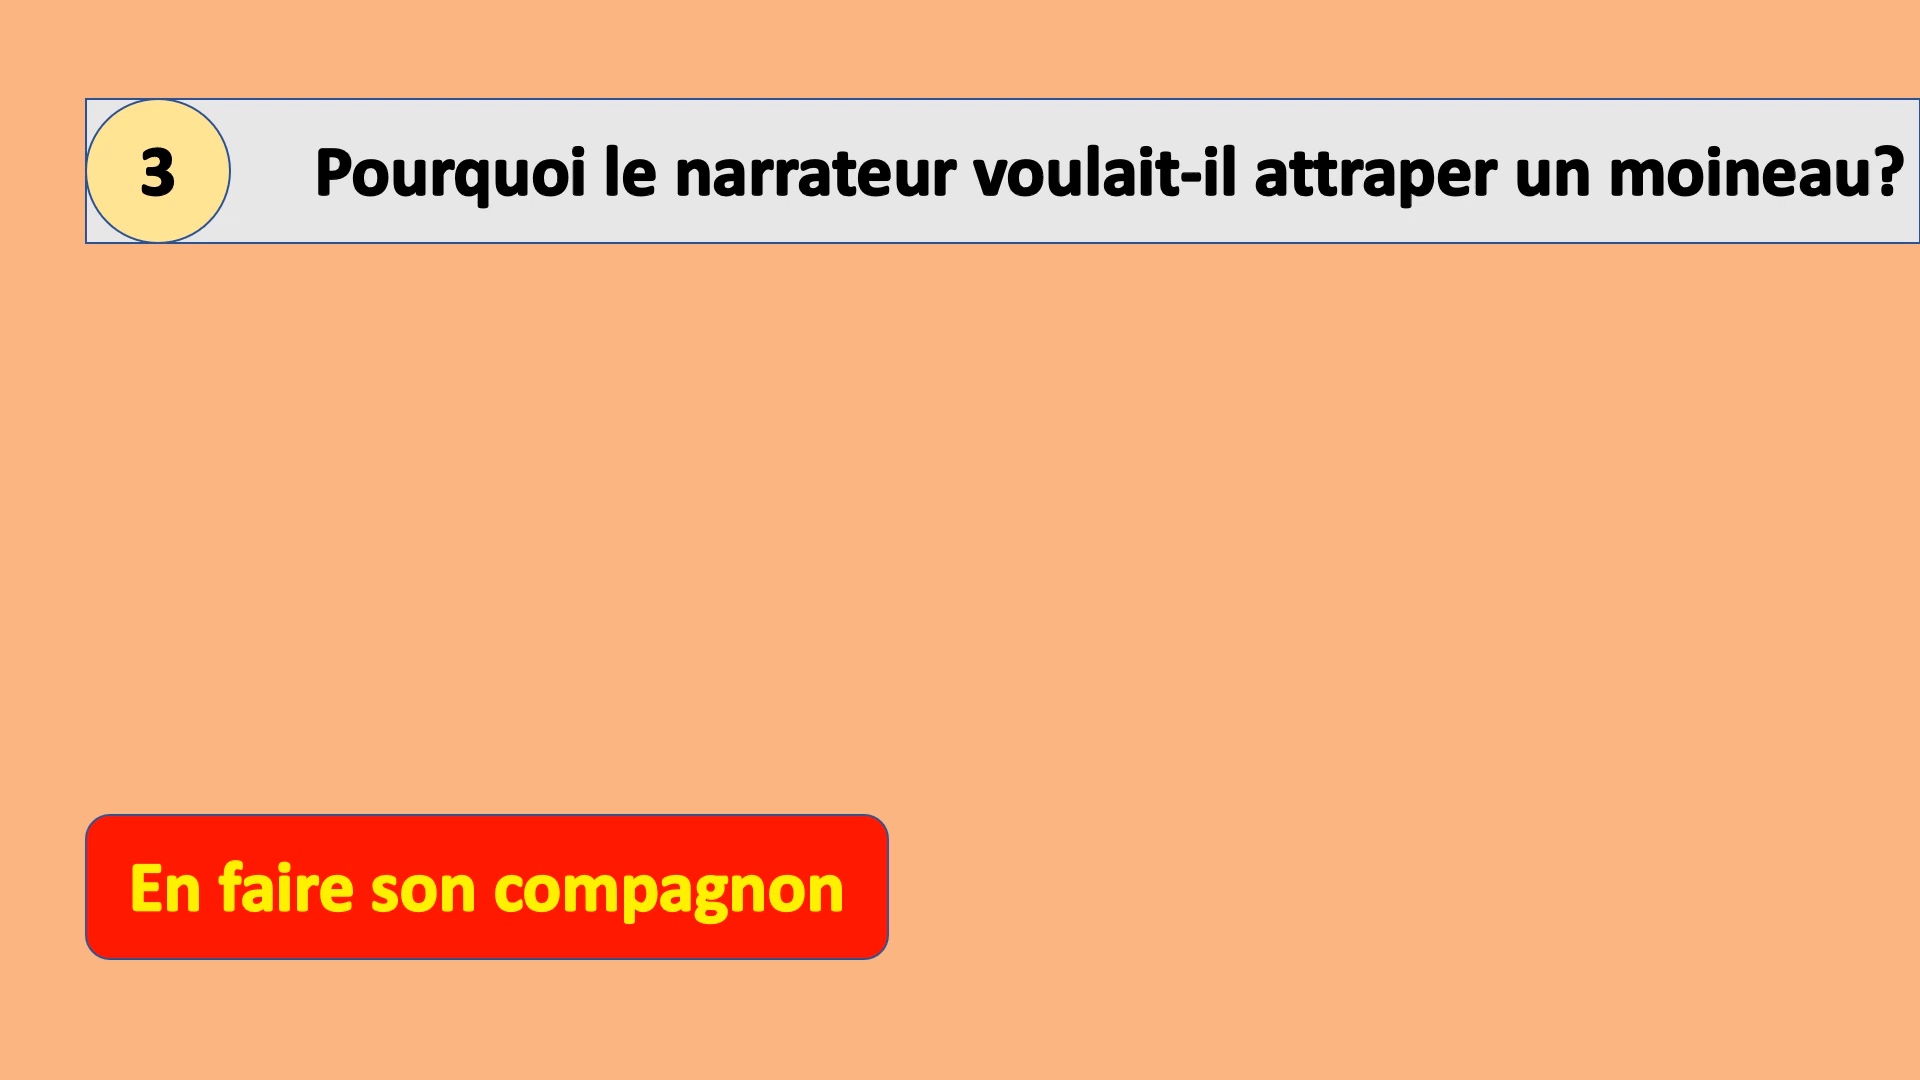 3 Pourquoi le narrateur voulait-il attraper un moineau?
En faire son compagnon